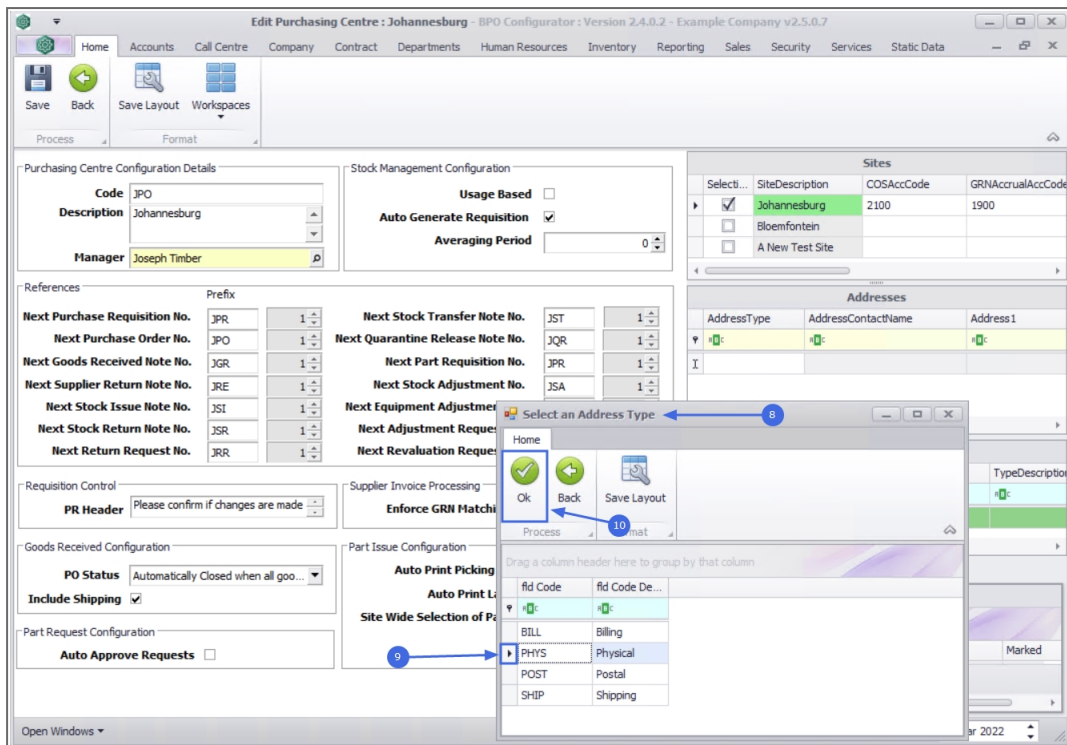 Edit Purchasing Centre : Johannesburg - BPO Configurator : Version 2.4.0.2 - Example Company v2.5.0.7
Home Accounts Call Centre Company Contract Departments Human Resources Inventory Reporting Sales Security Services Static Data
Save Back Save Layout Workspaces
Process Format
Purchasing Centre Configuration Details
Code JPO
Description Johannesburg
Manager Joseph Timber
Stock Management Configuration
Usage Based
Auto Generate Requisition
Averaging Period 0
Sites
Selecti... SiteDescription COSAccCode GRNAccrualAccCode
Johannesburg 2100 1900
Bloemfontein
A New Test Site
References
Prefix
Next Purchase Requisition No. JPR 1
Next Purchase Order No. JPO 1
Next Goods Received Note No. JGR 1
Next Supplier Return Note No. JRE 1
Next Stock Issue Note No. JSI 1
Next Stock Return Note No. JSR 1
Next Return Request No. JRR 1
Next Stock Transfer Note No. JST 1
Next Quarantine Release Note No. JQR 1
Next Part Requisition No. JPR 1
Next Stock Adjustment No. JSA 1
Next Equipment Adjustmen
Next Adjustment Reques
Next Revaluation Reques
Addresses
AddressType AddressContactName Address1
Requisition Control
PR Header Please confirm if changes are made
Supplier Invoice Processing
Enforce GRN Matchi
Goods Received Configuration
PO Status Automatically Closed when all goo...
Include Shipping
Part Issue Configuration
Auto Print Picking
Auto Print La
Site Wide Selection of Pa
Part Request Configuration
Auto Approve Requests
TypeDescription
Marked
Select an Address Type 8
Home
Ok Back Save Layout
10
Process mat
Drag a column header here to group by that column
fld Code fld Code De...
BILL Billing
9 PHYS Physical
POST Postal
SHIP Shipping
Open Windows
ar 2022